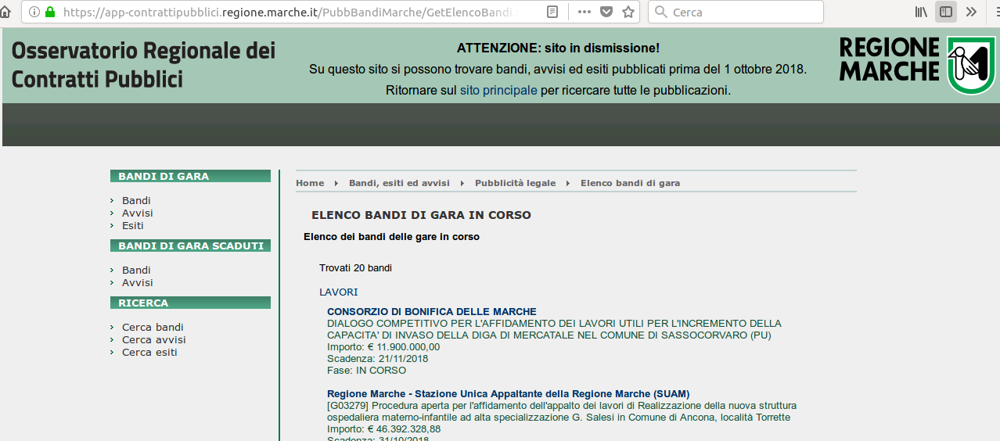 https://app-contrattipubblici.regione.marche.it/PubbBandiMarche/GetElencoBandi.
Cerca
Osservatorio Regionale dei
Contratti Pubblici
ATTENZIONE: sito in dismissione!
Su questo sito si possono trovare bandi, avvisi ed esiti pubblicati prima del 1 ottobre 2018.
Ritornare sul sito principale per ricercare tutte le pubblicazioni.
REGIONE
MARCHE
BANDI DI GARA
Bandi
Avvisi
Esiti
BANDI DI GARA SCADUTI
Bandi
Avvisi
RICERCA
Cerca bandi
Cerca avvisi
Cerca esiti
Home Bandi, esiti ed avvisi Pubblicità legale Elenco bandi di gara
ELENCO BANDI DI GARA IN CORSO
Elenco dei bandi delle gare in corso
Trovati 20 bandi
LAVORI
CONSORZIO DI BONIFICA DELLE MARCHE
DIALOGO COMPETITIVO PER L'AFFIDAMENTO DEI LAVORI UTILI PER L'INCREMENTO DELLA
CAPACITA' DI INVASO DELLA DIGA DI MERCATALE NEL COMUNE DI SASSOCORVARO (PU)
Importo: € 11.900.000,00
Scadenza: 21/11/2018
Fase: IN CORSO
Regione Marche - Stazione Unica Appaltante della Regione Marche (SUAM)
[G03279] Procedura aperta per l'affidamento dell'appalto dei lavori di Realizzazione della nuova struttura
ospedaliera materno-infantile ad alta specializzazione G. Salesi in Comune di Ancona, località Torrette
Importo: € 46.392.328,88
Scadenza: 31/10/2018